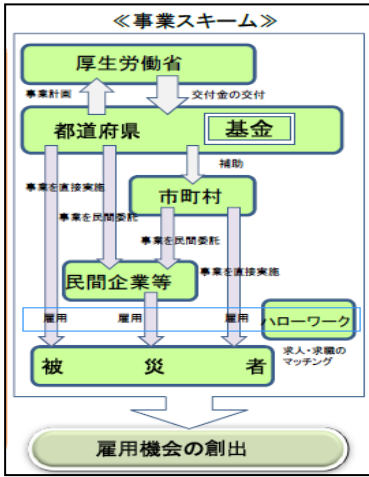 ≪事業スキーム≫
厚生労働省
事業計画
交付金の交付
都道府県
基金
補助
事業を直接実施
市町村
事業を民間委託
事業を民間委託
民間企業等
事業を直接実施
雇用
雇用
雇用
ハローワーク
被 災 者
求人・求職の
マッチング
雇用機会の創出